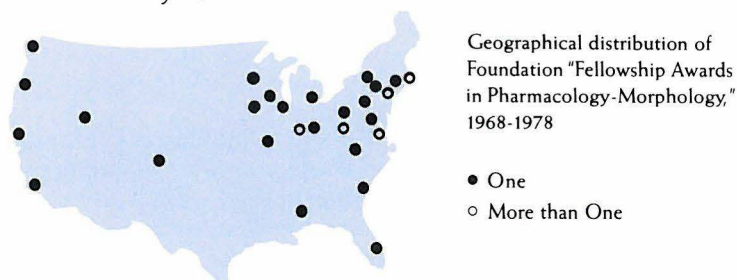 Geographical distribution of
Foundation "Fellowship Awards
in Pharmacology-Morphology,"
1968-1978
One
More than One